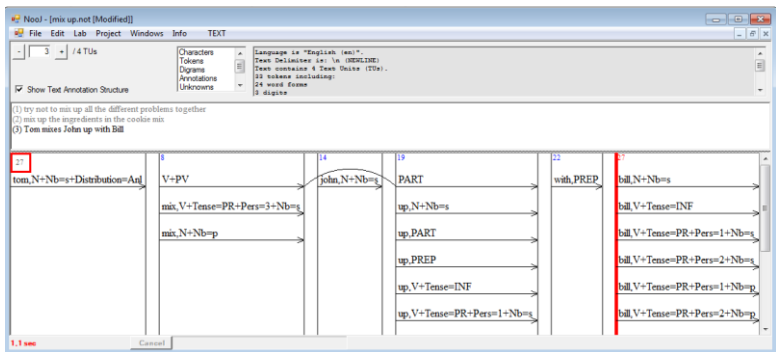 NooJ - [mix up.not [Modified]]
File Edit Lab Project Windows Info TEXT
- 3 + / 4 TUs
Show Text Annotation Structure
Characters
Tokens
Digrams
Annotations
Unknowns
Language is "English (en)".
Text Delimiter is: \n (NEWLINE)
Text contains 4 Text Units (TUs).
33 tokens including:
24 word forms
3 digits
(1) try not to mix up all the different problems together
(2) mix up the ingredients in the cookie mix
(3) Tom mixes John up with Bill
27 8 14 19 22 27
tom,N+Nb=s+Distribution=Anl V+PV john,N+Nb=s PART with,PREP bill,N+Nb=s
mix,V+Tense=PR+Pers=3+Nb=s up,N+Nb=s bill,V+Tense=INF
mix,N+Nb=p up,PART bill,V+Tense=PR+Pers=1+Nb=s
up,PREP bill,V+Tense=PR+Pers=2+Nb=s
up,V+Tense=INF bill,V+Tense=PR+Pers=1+Nb=p
up,V+Tense=PR+Pers=1+Nb=s bill,V+Tense=PR+Pers=2+Nb=p
1,1 sec Cancel